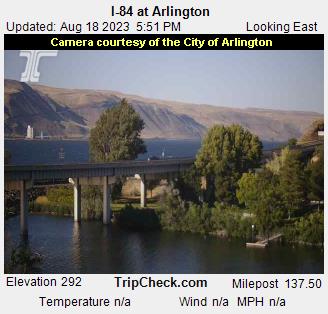 I-84 at Arlington
Updated: Aug 18 2023 5:51 PM Looking East
Camera courtesy of the City of Arlington
Elevation 292 TripCheck.com Milepost 137.50
Temperature n/a Wind n/a MPH n/a